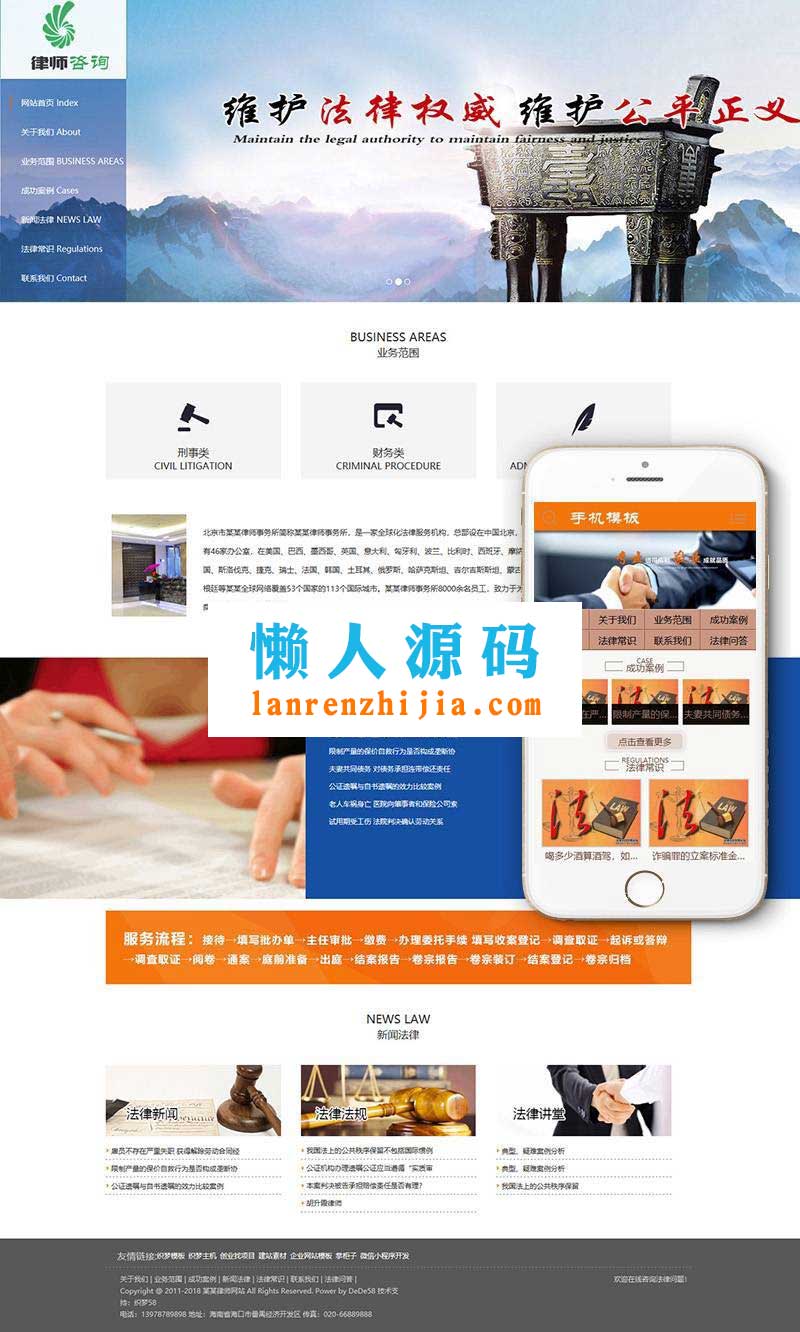 律师咨询
网站首页 Index
关于我们 About
业务范围 BUSINESS AREAS
成功案例 Cases
新闻法律 NEWS LAW
法律常识 Regulations
联系我们 Contact
维护法律权威 维护公平正义
Maintain the legal authority to maintain fairness and justice
BUSINESS AREAS
业务范围
刑事类
CIVIL LITIGATION
财务类
CRIMINAL PROCEDURE
北京市某某律师事务所简称某某律师事务所，是一家全球化法律服务机构，总部设在中国北京，
有46家办公室，在美国、巴西、墨西哥、英国、意大利、匈牙利、波兰、比利时、西班牙、摩纳
国、斯洛伐克、捷克、瑞士、法国、韩国、土耳其、俄罗斯、哈萨克斯坦、吉尔吉斯斯坦、蒙古
根廷等某某全球网络覆盖53个国家的113个国际城市。某某律师事务所8000余名员工，致力于为
懒人源码
lanrenzhijia.com
限制产量的保价自救行为是否构成垄断协
夫妻共同债务 对债务承担连带偿还责任
公证遗嘱与自书遗嘱的效力比较案例
老人车祸身亡 医院向肇事者和保险公司索
试用期受工伤 法院判决确认劳动关系
手机模板
诚信成就品质
关于我们 业务范围 成功案例
法律常识 联系我们 法律问答
CASE
成功案例
在严... 限制产量的保... 夫妻共同债务...
点击查看更多
REGULATIONS
法律常识
法 LAW 法 LAW
喝多少酒算酒驾，如... 诈骗罪的立案标准金...
服务流程： 接待→填写批办单→主任审批→缴费→办理委托手续 填写收案登记→调查取证→起诉或答辩
→调查取证→阅卷→通案→庭前准备→出庭→结案报告→卷宗报告→卷宗装订→结案登记→卷宗归档
NEWS LAW
新闻法律
法律新闻
雇员不存在严重失职 获得解除劳动合同经
限制产量的保价自救行为是否构成垄断协
公证遗嘱与自书遗嘱的效力比较案例
法律法规
我国法上的公共秩序保留不包括国际惯例
公证机构办理遗嘱公证应当遵循“实质审
本案判决被告承担赔偿责任是否有理?
胡升霞律师
法律讲堂
典型、疑难案例分析
典型、疑难案例分析
我国法上的公共秩序保留
友情链接:织梦模板 织梦主机 创业找项目 建站素材 企业网站模板 掌柜子 微信小程序开发
关于我们 | 业务范围 | 成功案例 | 新闻法律 | 法律常识 | 联系我们 | 法律问答 |
欢迎在线咨询法律问题!
Copyright @ 2011-2018 某某律师网站 All Rights Reserved. Power by DeDe58 技术支
持：织梦58
电话：13978789898 地址：海南省海口市番禺经济开发区 传真：020-66889888